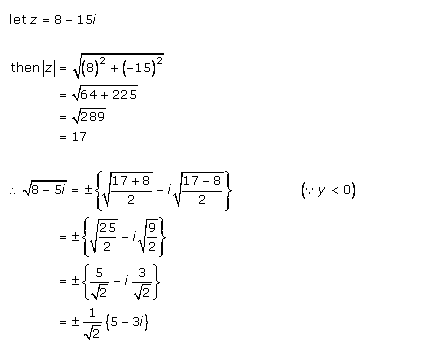 let z = 8 − 15i
then |z| = √((8)² + (−15)²)
= √(64 + 225)
= √289
= 17
∴ √(8 − 5i) = ±{√((17 + 8)/2) − i√((17 − 8)/2)} (∵ y < 0)
= ±{√(25/2) − i√(9/2)}
= ±{5/√2 − i 3/√2}
= ± 1/√2 {5 − 3i}